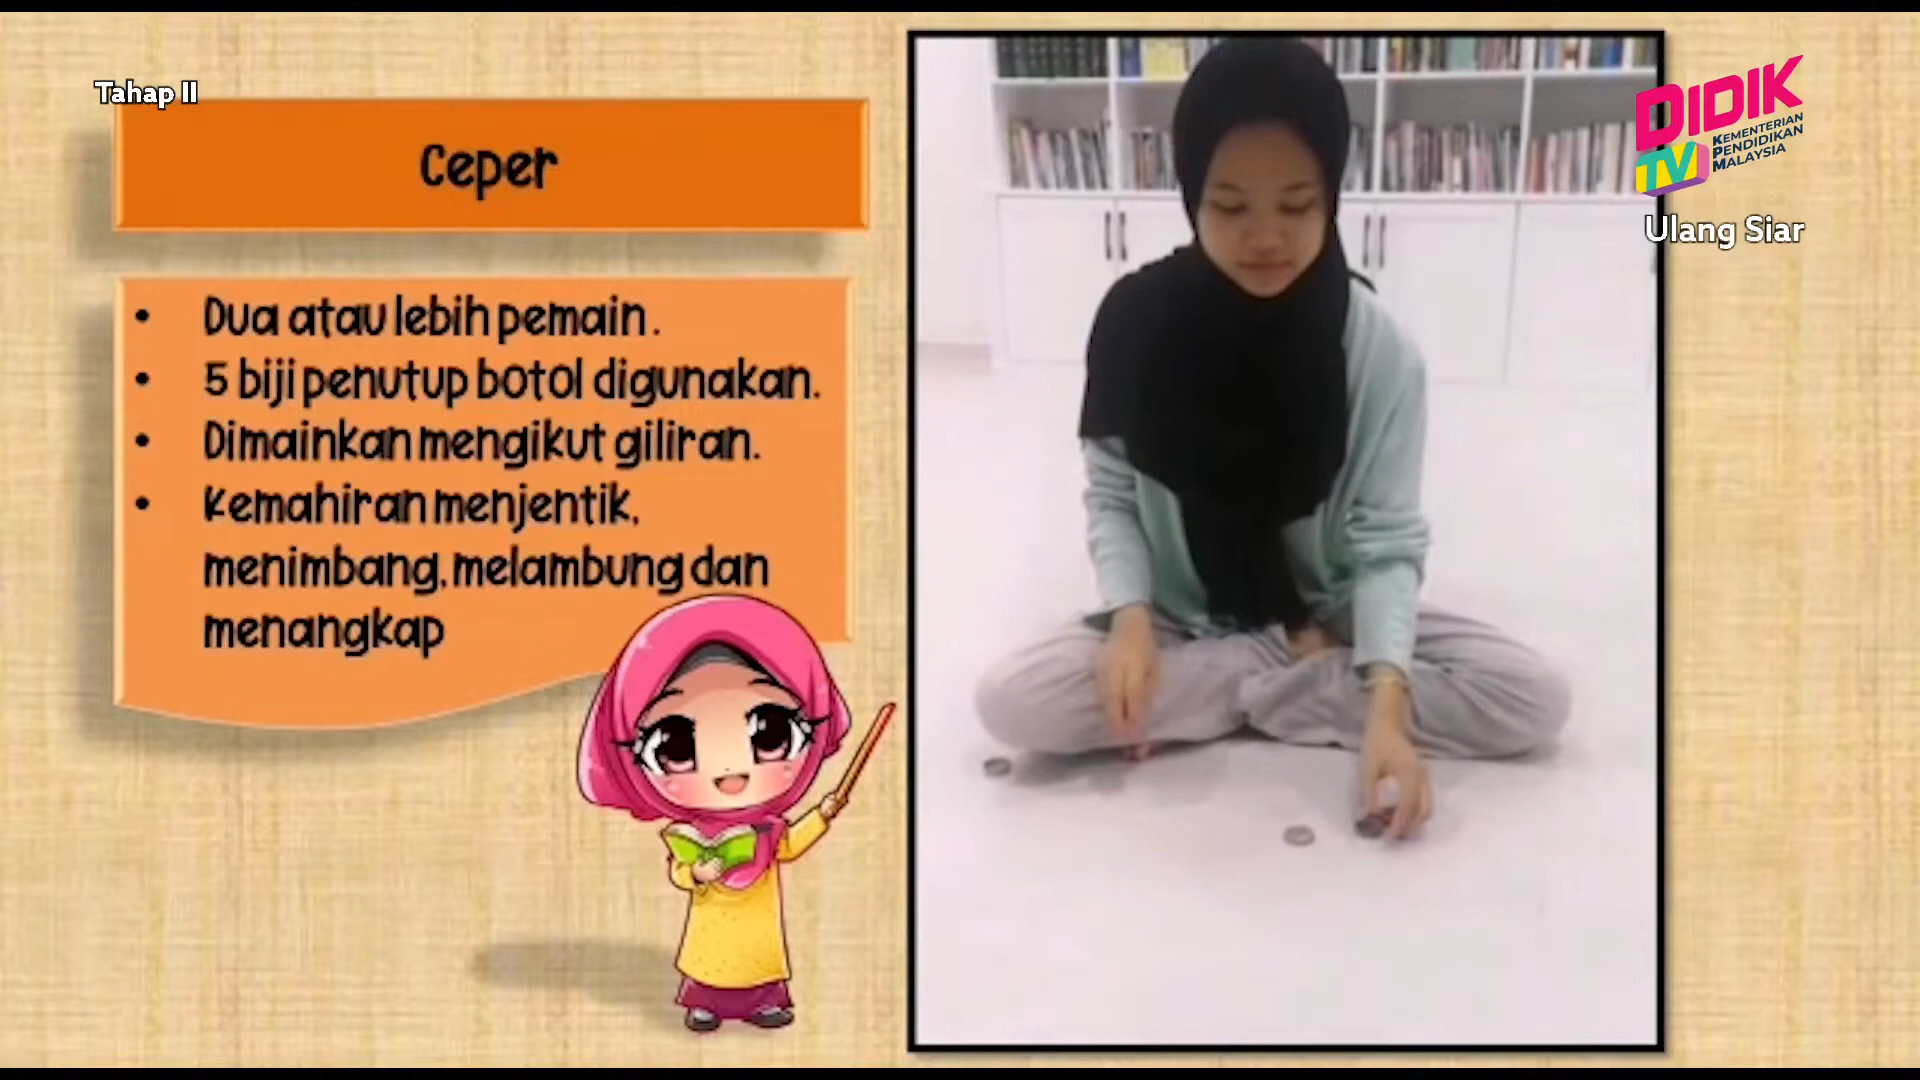 Tahap II
Ceper
• Dua atau lebih pemain.
• 5 biji penutup botol digunakan.
• Dimainkan mengikut giliran.
• Kemahiran menjentik,
menimbang, melambung dan
menangkap
DIDIK
TV
KEMENTERIAN
PENDIDIKAN
MALAYSIA
Ulang Siar